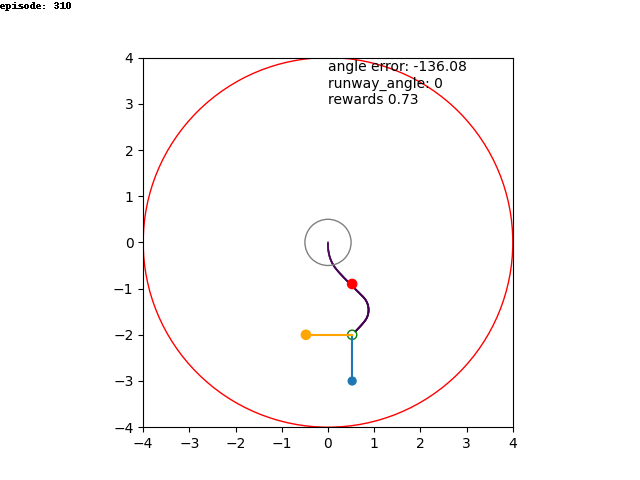 episode: 310
angle error: -136.08
runway_angle: 0
rewards 0.73
4
3
2
1
0
−1
−2
−3
−4
−4 −3 −2 −1 0 1 2 3 4